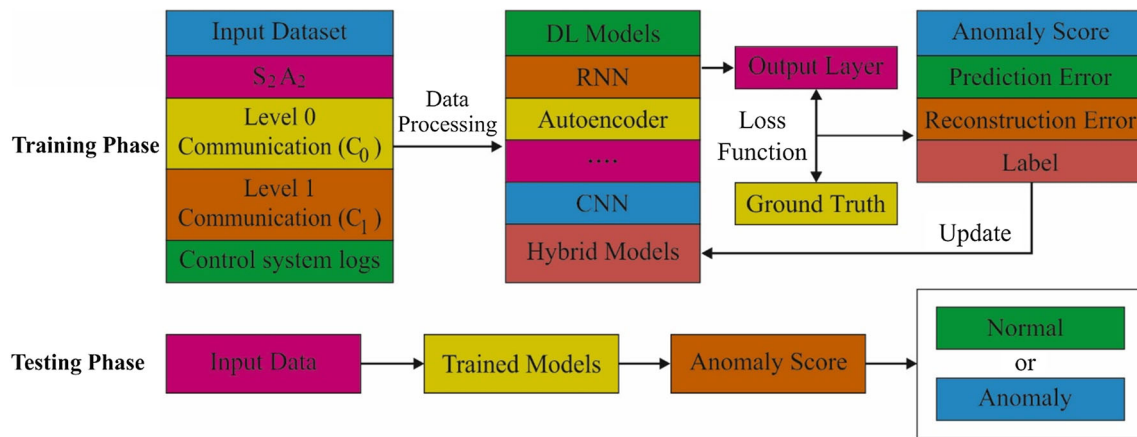 Training Phase
Input Dataset
S₂A₂
Level 0
Communication (C₀)
Level 1
Communication (C₁)
Control system logs
Data
Processing
DL Models
RNN
Autoencoder
....
CNN
Hybrid Models
Output Layer
Loss
Function
Ground Truth
Anomaly Score
Prediction Error
Reconstruction Error
Label
Update
Testing Phase
Input Data
Trained Models
Anomaly Score
Normal
or
Anomaly